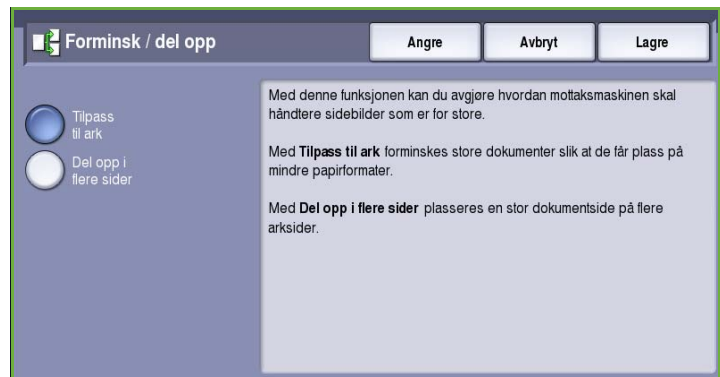 Forminsk / del opp
Angre
Avbryt
Lagre
Tilpass
til ark
Del opp i
flere sider
Med denne funksjonen kan du avgjøre hvordan mottaksmaskinen skal
håndtere sidebilder som er for store.
Med Tilpass til ark forminskes store dokumenter slik at de får plass på
mindre papirformater.
Med Del opp i flere sider plasseres en stor dokumentside på flere
arksider.